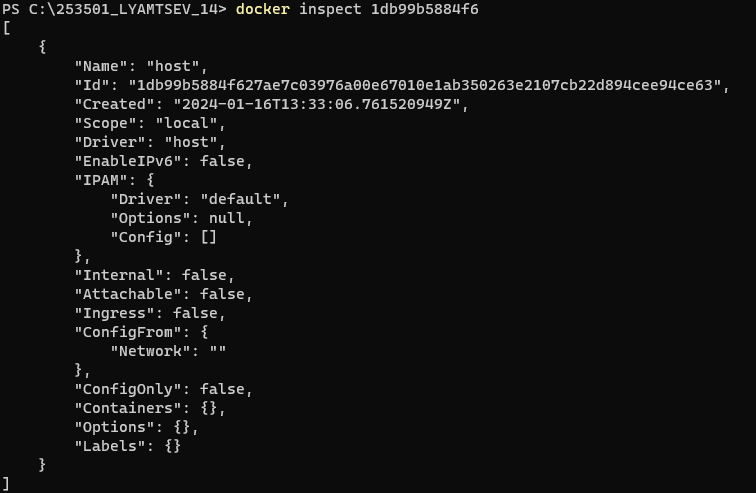 PS C:\253501_LYAMTSEV_14> docker inspect 1db99b5884f6
[
    {
        "Name": "host",
        "Id": "1db99b5884f627ae7c03976a00e67010e1ab350263e2107cb22d894cee94ce63",
        "Created": "2024-01-16T13:33:06.761520949Z",
        "Scope": "local",
        "Driver": "host",
        "EnableIPv6": false,
        "IPAM": {
            "Driver": "default",
            "Options": null,
            "Config": []
        },
        "Internal": false,
        "Attachable": false,
        "Ingress": false,
        "ConfigFrom": {
            "Network": ""
        },
        "ConfigOnly": false,
        "Containers": {},
        "Options": {},
        "Labels": {}
    }
]